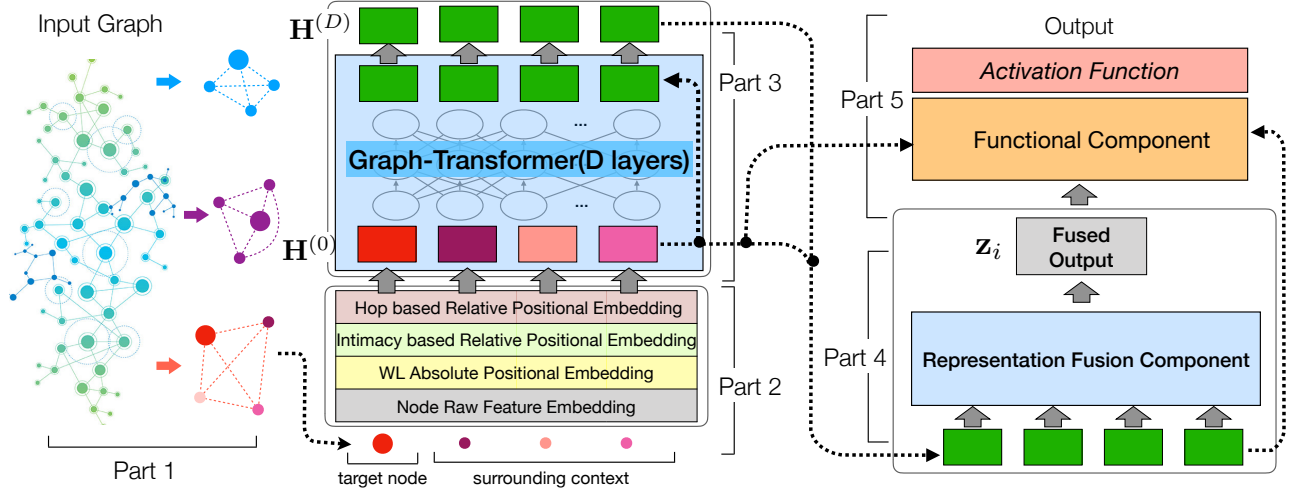 Input Graph
Part 1
H^(D)
...
Graph-Transformer(D layers)
...
H^(0)
Part 3
Hop based Relative Positional Embedding
Intimacy based Relative Positional Embedding
WL Absolute Positional Embedding
Node Raw Feature Embedding
Part 2
target node
surrounding context
Output
Activation Function
Functional Component
Part 5
z_i
Fused
Output
Representation Fusion Component
Part 4